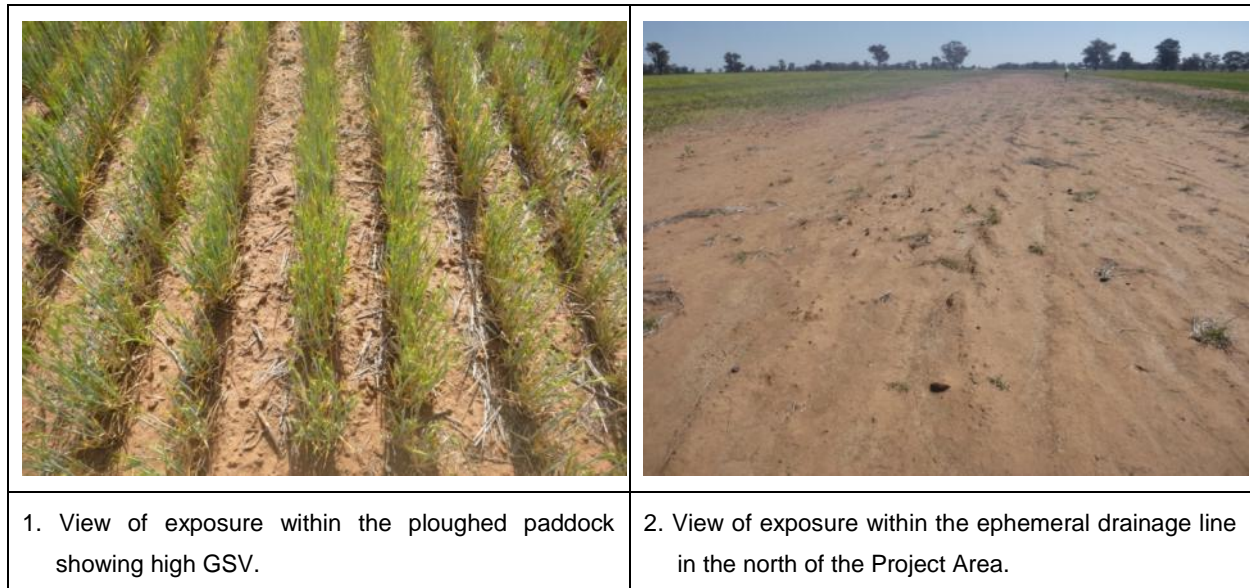 1. View of exposure within the ploughed paddock
showing high GSV.
2. View of exposure within the ephemeral drainage line
in the north of the Project Area.